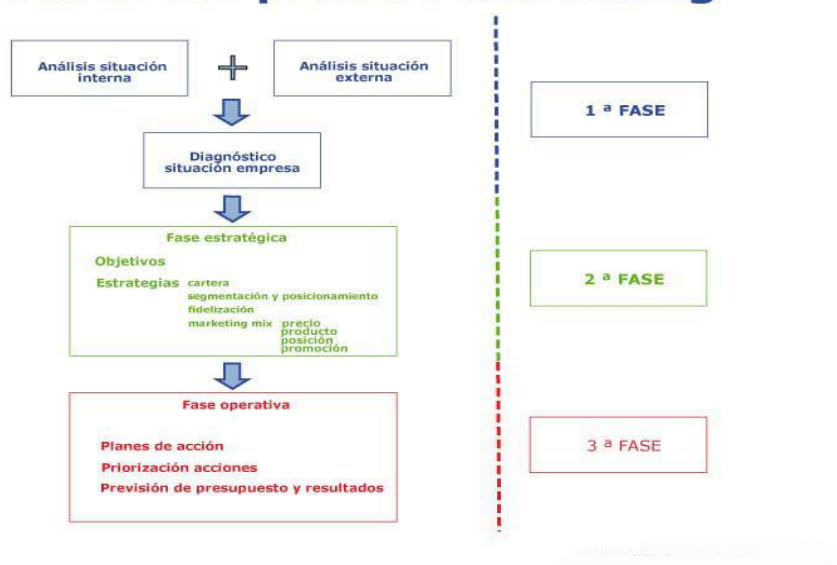 Análisis situación
interna
Análisis situación
externa
1 ª FASE
Diagnóstico
situación empresa
Fase estratégica
Objetivos
Estrategias cartera
segmentación y posicionamiento
fidelización
marketing mix precio
producto
posición
promoción
2 ª FASE
Fase operativa
Planes de acción
Priorización acciones
Previsión de presupuesto y resultados
3 ª FASE